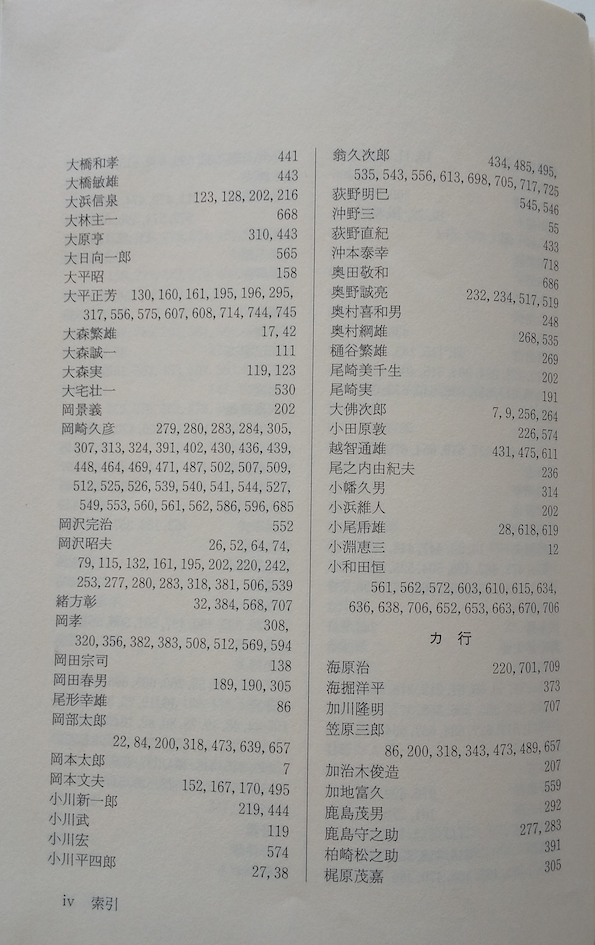 大橋和孝 441
大橋敏雄 443
大浜信泉 123,128,202,216
大林主一 668
大原亨 310,443
大日向一郎 565
大平昭 158
大平正芳 130,160,161,195,196,295,
317,556,575,607,608,714,744,745
大森繁雄 17,42
大森誠一 111
大森実 119,123
大宅壮一 530
岡景義 202
岡崎久彦 279,280,283,284,305,
307,313,324,391,402,430,436,439,
448,464,469,471,487,502,507,509,
512,525,526,539,540,541,544,527,
549,553,560,561,562,586,596,685
岡沢完治 552
岡沢昭夫 26,52,64,74,
79,115,132,161,195,202,220,242,
253,277,280,283,318,381,506,539
緒方彰 32,384,568,707
岡孝 308,
320,356,382,383,508,512,569,594
岡田宗司 138
岡田春男 189,190,305
尾形幸雄 86
岡部太郎
22,84,200,318,473,639,657
岡本太郎 7
岡本文夫 152,167,170,495
小川新一郎 219,444
小川武 119
小川宏 574
小川平四郎 27,38
iv 索引
翁久次郎 434,485,495,
535,543,556,613,698,705,717,725
荻野明巳 545,546
沖野三 55
荻野直紀 433
沖本泰幸 718
奥田敬和 686
奥野誠亮 232,234,517,519
奥村喜和男 248
奥村綱雄 268,535
樋谷繁雄 269
尾崎美千生 202
尾崎実 191
大佛次郎 7,9,256,264
小田原敦 226,574
越智通雄 431,475,611
尾之内由紀夫 236
小幡久男 314
小浜維人 202
小尾乕雄 28,618,619
小淵恵三 12
小和田恒
561,562,572,603,610,615,634,
636,638,706,652,653,663,670,706
カ 行
海原治 220,701,709
海堀洋平 373
加川隆明 707
笠原三郎
86,200,318,343,473,489,657
加治木俊造 207
加地富久 559
鹿島茂男 292
鹿島守之助 277,283
柏崎松之助 391
梶原茂嘉 305